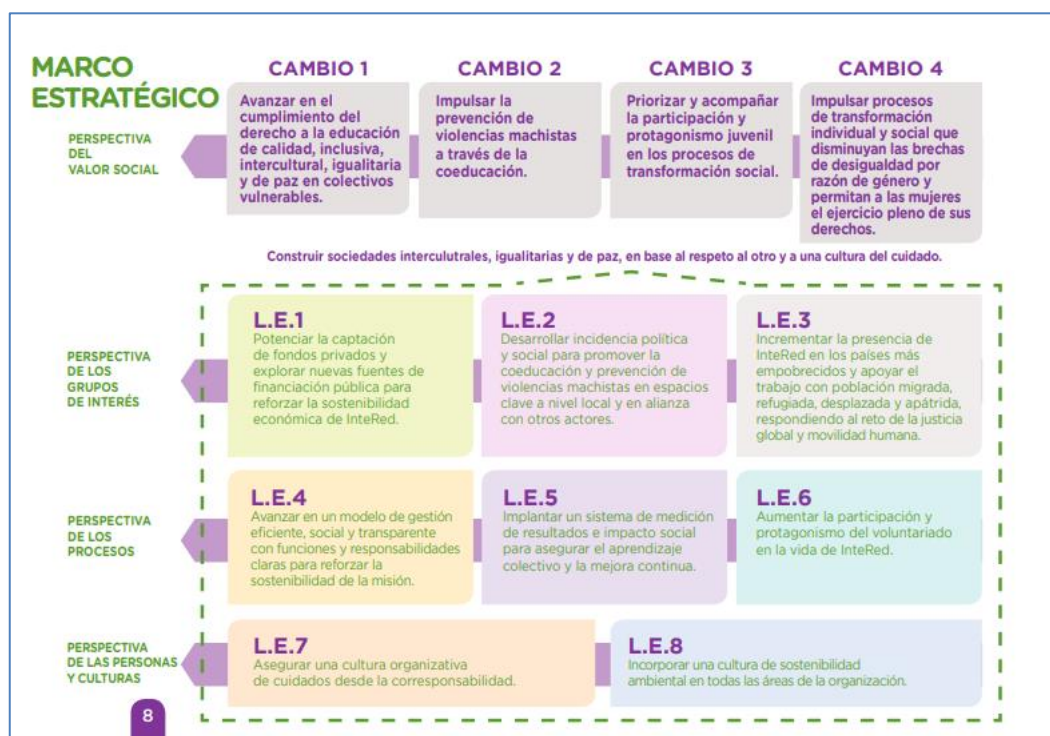 MARCO
ESTRATÉGICO
CAMBIO 1
CAMBIO 2
CAMBIO 3
CAMBIO 4
PERSPECTIVA
DEL
VALOR SOCIAL
Avanzar en el
cumplimiento del
derecho a la educación
de calidad, inclusiva,
intercultural, igualitaria
y de paz en colectivos
vulnerables.
Impulsar la
prevención de
violencias machistas
a través de la
coeducación.
Priorizar y acompañar
la participación y
protagonismo juvenil
en los procesos de
transformación social.
Impulsar procesos
de transformación
individual y social que
disminuyan las brechas
de desigualdad por
razón de género y
permitan a las mujeres
el ejercicio pleno de sus
derechos.
Construir sociedades interculutrales, igualitarias y de paz, en base al respeto al otro y a una cultura del cuidado.
PERSPECTIVA
DE LOS
GRUPOS
DE INTERÉS
L.E.1
Potenciar la captación
de fondos privados y
explorar nuevas fuentes de
financiación pública para
reforzar la sostenibilidad
económica de InteRed.
L.E.2
Desarrollar incidencia política
y social para promover la
coeducación y prevención de
violencias machistas en espacios
clave a nivel local y en alianza
con otros actores.
L.E.3
Incrementar la presencia de
InteRed en los países más
empobrecidos y apoyar el
trabajo con población migrada,
refugiada, desplazada y apátrida,
respondiendo al reto de la justicia
global y movilidad humana.
PERSPECTIVA
DE LOS
PROCESOS
L.E.4
Avanzar en un modelo de gestión
eficiente, social y transparente
con funciones y responsabilidades
claras para reforzar la
sostenibilidad de la misión.
L.E.5
Implantar un sistema de medición
de resultados e impacto social
para asegurar el aprendizaje
colectivo y la mejora continua.
L.E.6
Aumentar la participación y
protagonismo del voluntariado
en la vida de InteRed.
PERSPECTIVA
DE LAS PERSONAS
Y CULTURAS
L.E.7
Asegurar una cultura organizativa
de cuidados desde la corresponsabilidad.
L.E.8
Incorporar una cultura de sostenibilidad
ambiental en todas las áreas de la organización.
8